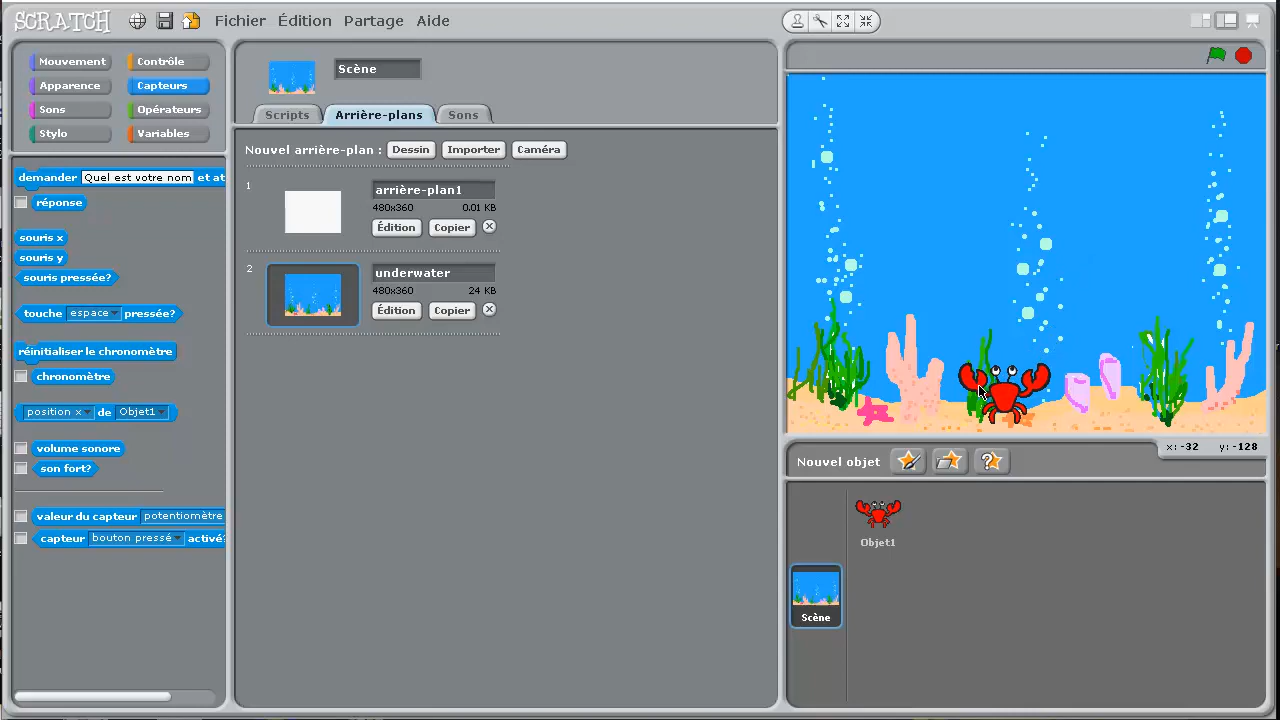 SCRATCH Fichier Édition Partage Aide
Mouvement Contrôle
Apparence Capteurs
Sons Opérateurs
Stylo Variables
demander Quel est votre nom et at
réponse
souris x
souris y
souris pressée?
touche espace pressée?
réinitialiser le chronomètre
chronomètre
position x de Objet1
volume sonore
son fort?
valeur du capteur potentiomètre
capteur bouton pressé activé?
Scène
Scripts Arrière-plans Sons
Nouvel arrière-plan : Dessin Importer Caméra
1 arrière-plan1
480x360 0.01 KB
Édition Copier
2 underwater
480x360 24 KB
Édition Copier
x: -32 y: -128
Nouvel objet
Objet1
Scène